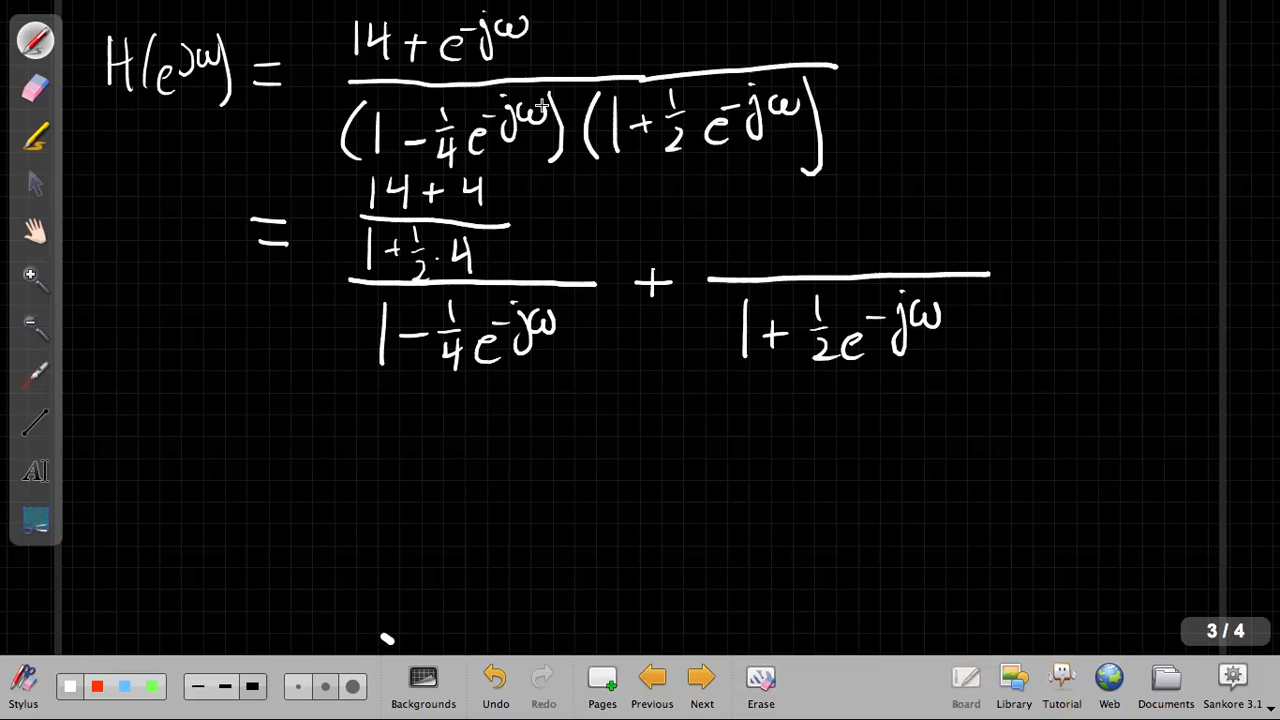 14 + e^{-jω}
H(e^{jω}) =
(1 - 1/4 e^{-jω}) (1 + 1/2 e^{-jω})
14 + 4
=
1 + 1/2 · 4
+
1 - 1/4 e^{-jω}
1 + 1/2 e^{-jω}
AI
3 / 4
Stylus
Backgrounds
Undo
Redo
Pages
Previous
Next
Erase
Board
Library
Tutorial
Web
Documents
Sankore 3.1